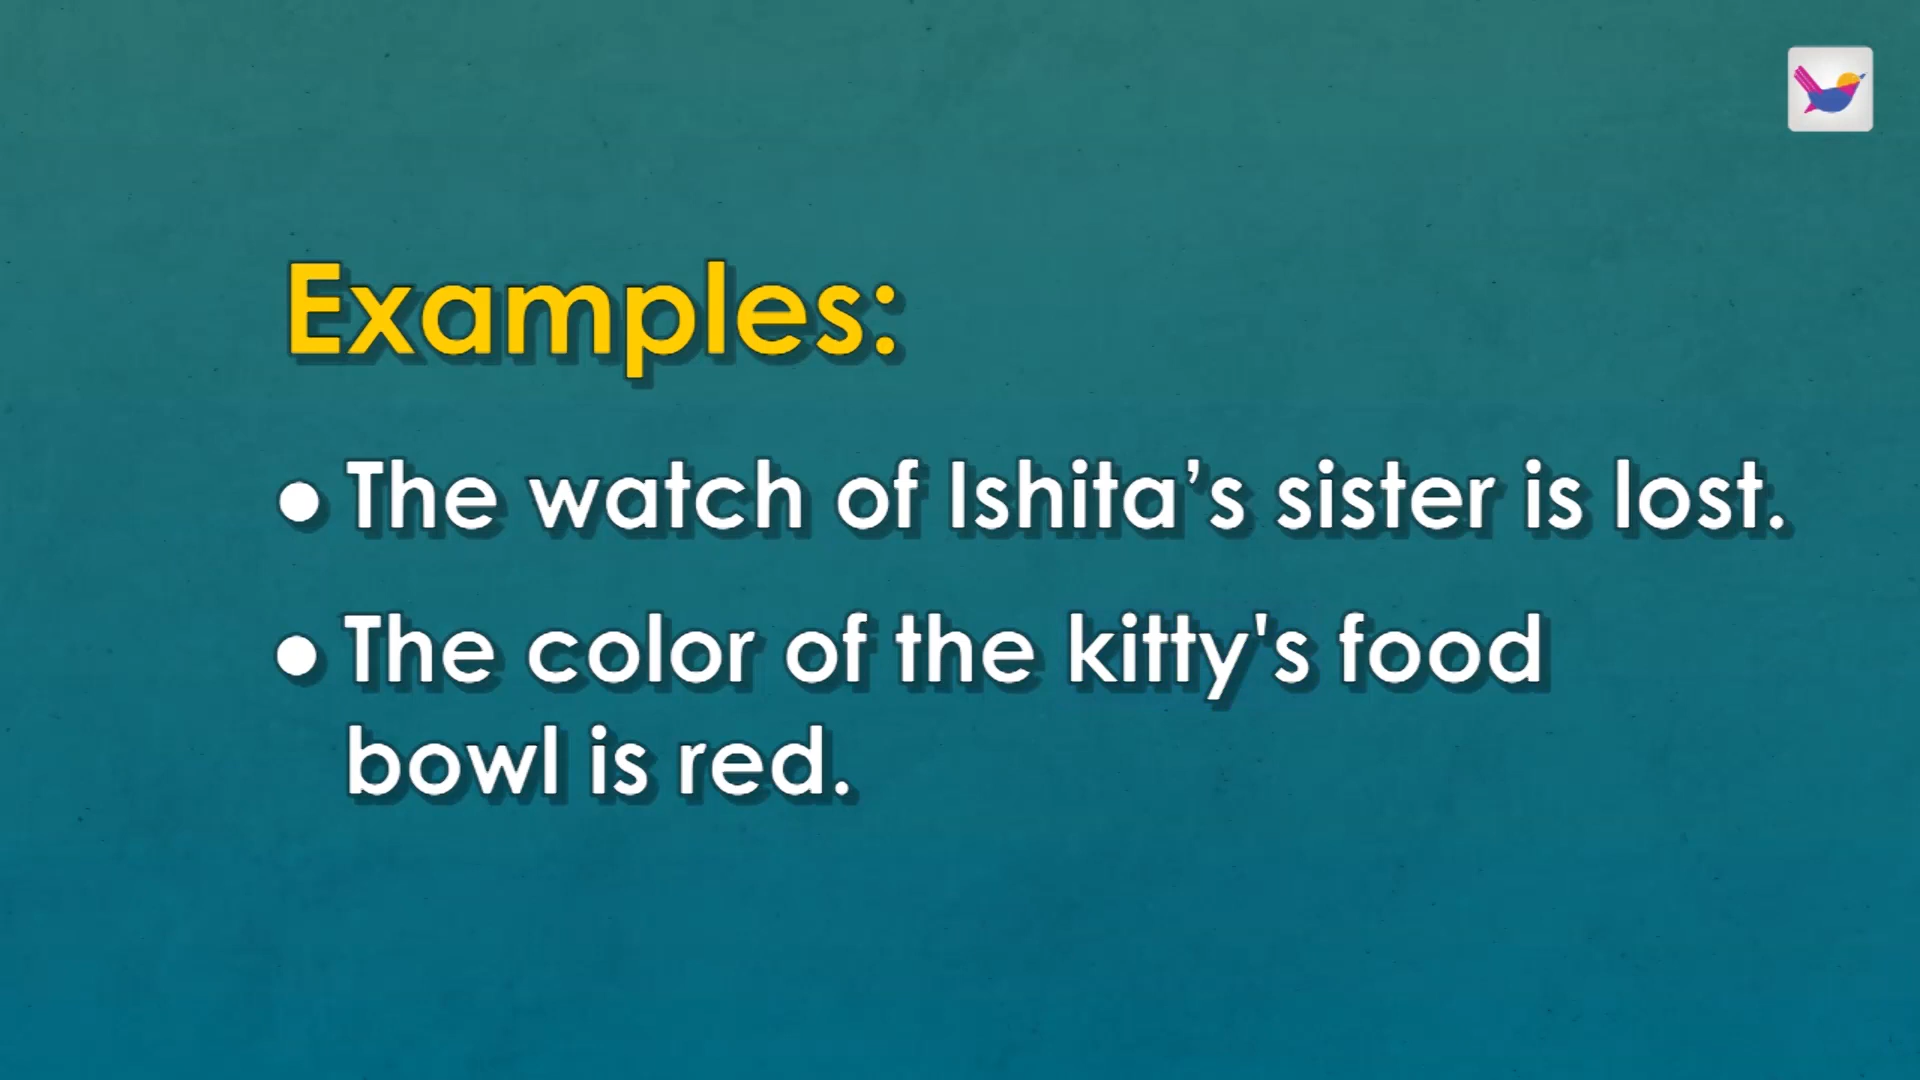 Examples:
● The watch of Ishita’s sister is lost.
● The color of the kitty's food
bowl is red.